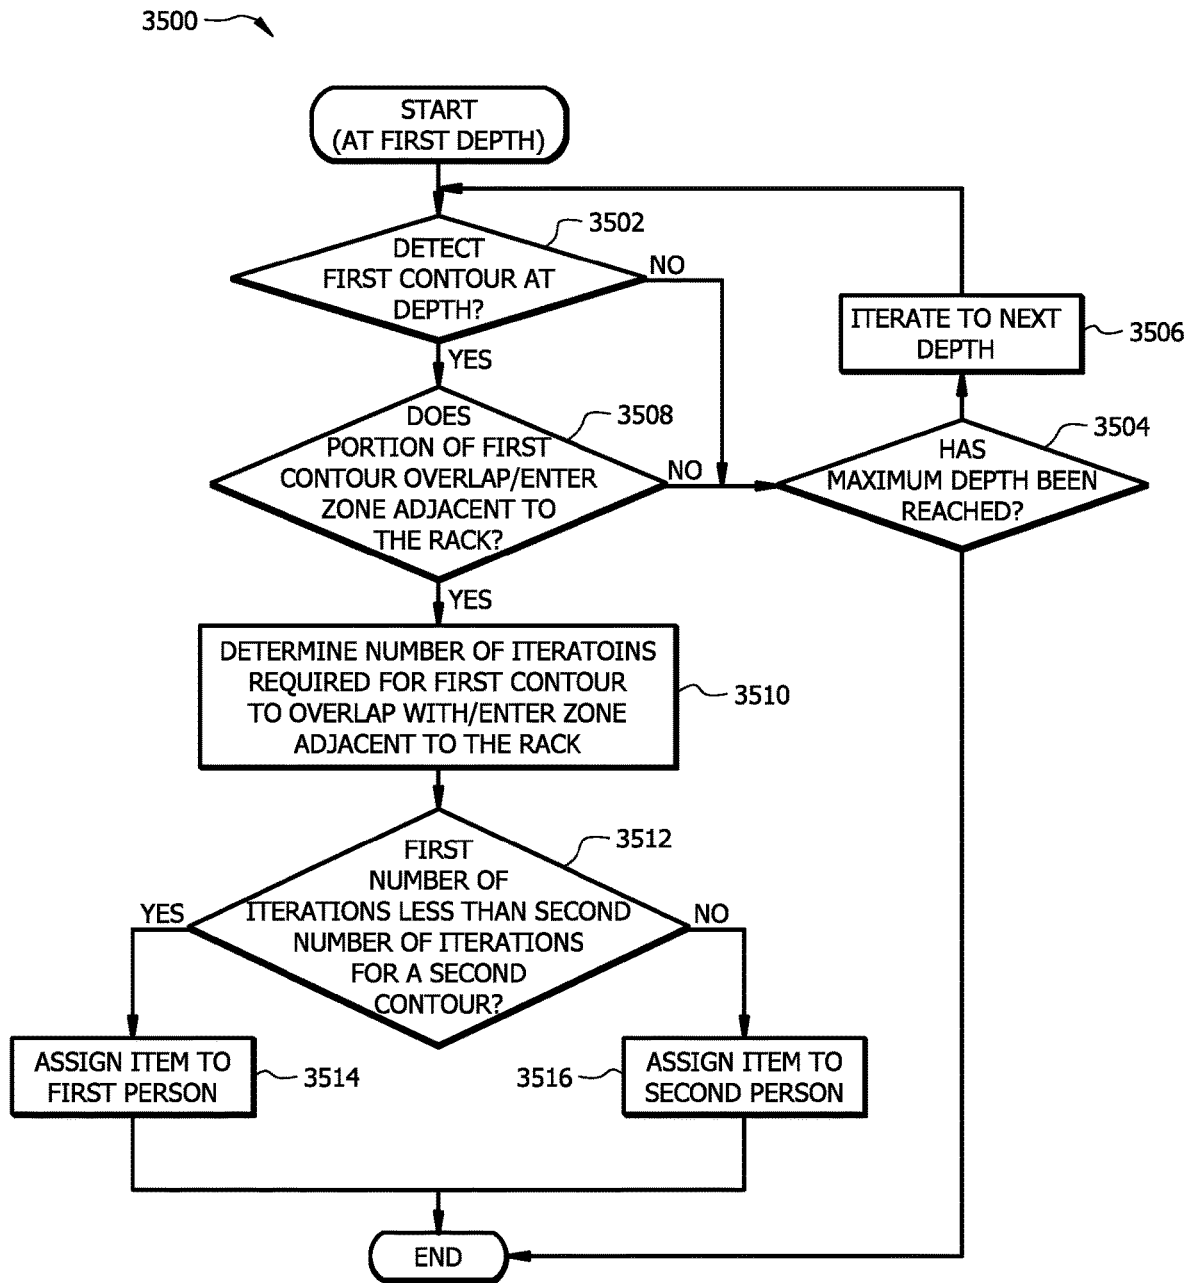 3500
START
(AT FIRST DEPTH)
3502
DETECT
FIRST CONTOUR AT
DEPTH?
NO
YES
ITERATE TO NEXT
DEPTH
3506
DOES
PORTION OF FIRST
CONTOUR OVERLAP/ENTER
ZONE ADJACENT TO
THE RACK?
3508
NO
YES
HAS
MAXIMUM DEPTH BEEN
REACHED?
3504
DETERMINE NUMBER OF ITERATOINS
REQUIRED FOR FIRST CONTOUR
TO OVERLAP WITH/ENTER ZONE
ADJACENT TO THE RACK
3510
FIRST
NUMBER OF
ITERATIONS LESS THAN SECOND
NUMBER OF ITERATIONS
FOR A SECOND
CONTOUR?
3512
YES
NO
ASSIGN ITEM TO
FIRST PERSON
3514
3516
ASSIGN ITEM TO
SECOND PERSON
END